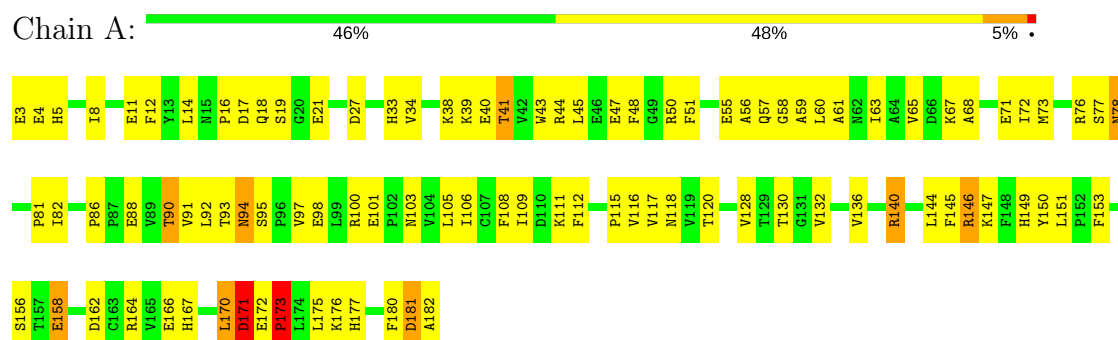 Chain A:
46% 48% 5% •
E3 E4 H5 I8 E11 F12 Y13 L14 N15 P16 D17 Q18 S19 G20 E21 D27 H33 V34 K38 K39 E40 T41 V42 W43 R44 L45 E46 E47 F48 G49 R50 F51 E55 A56 Q57 G58 A59 L60 A61 N62 I63 A64 V65 D66 K67 A68 E71 I72 M73 R76 S77 N78
P81 I82 P86 P87 E88 V89 T90 V91 L92 T93 N94 S95 P96 V97 E98 L99 R100 E101 P102 N103 V104 L105 I106 C107 F108 I109 D110 K111 F112 P115 V116 V117 N118 V119 T120 V128 T129 T130 G131 V132 V136 R140 L144 F145 R146 K147 F148 H149 Y150 L151 P152 F153
S156 T157 E158 D162 C163 R164 V165 E166 H167 L170 D171 E172 P173 L174 L175 K176 H177 F180 D181 A182